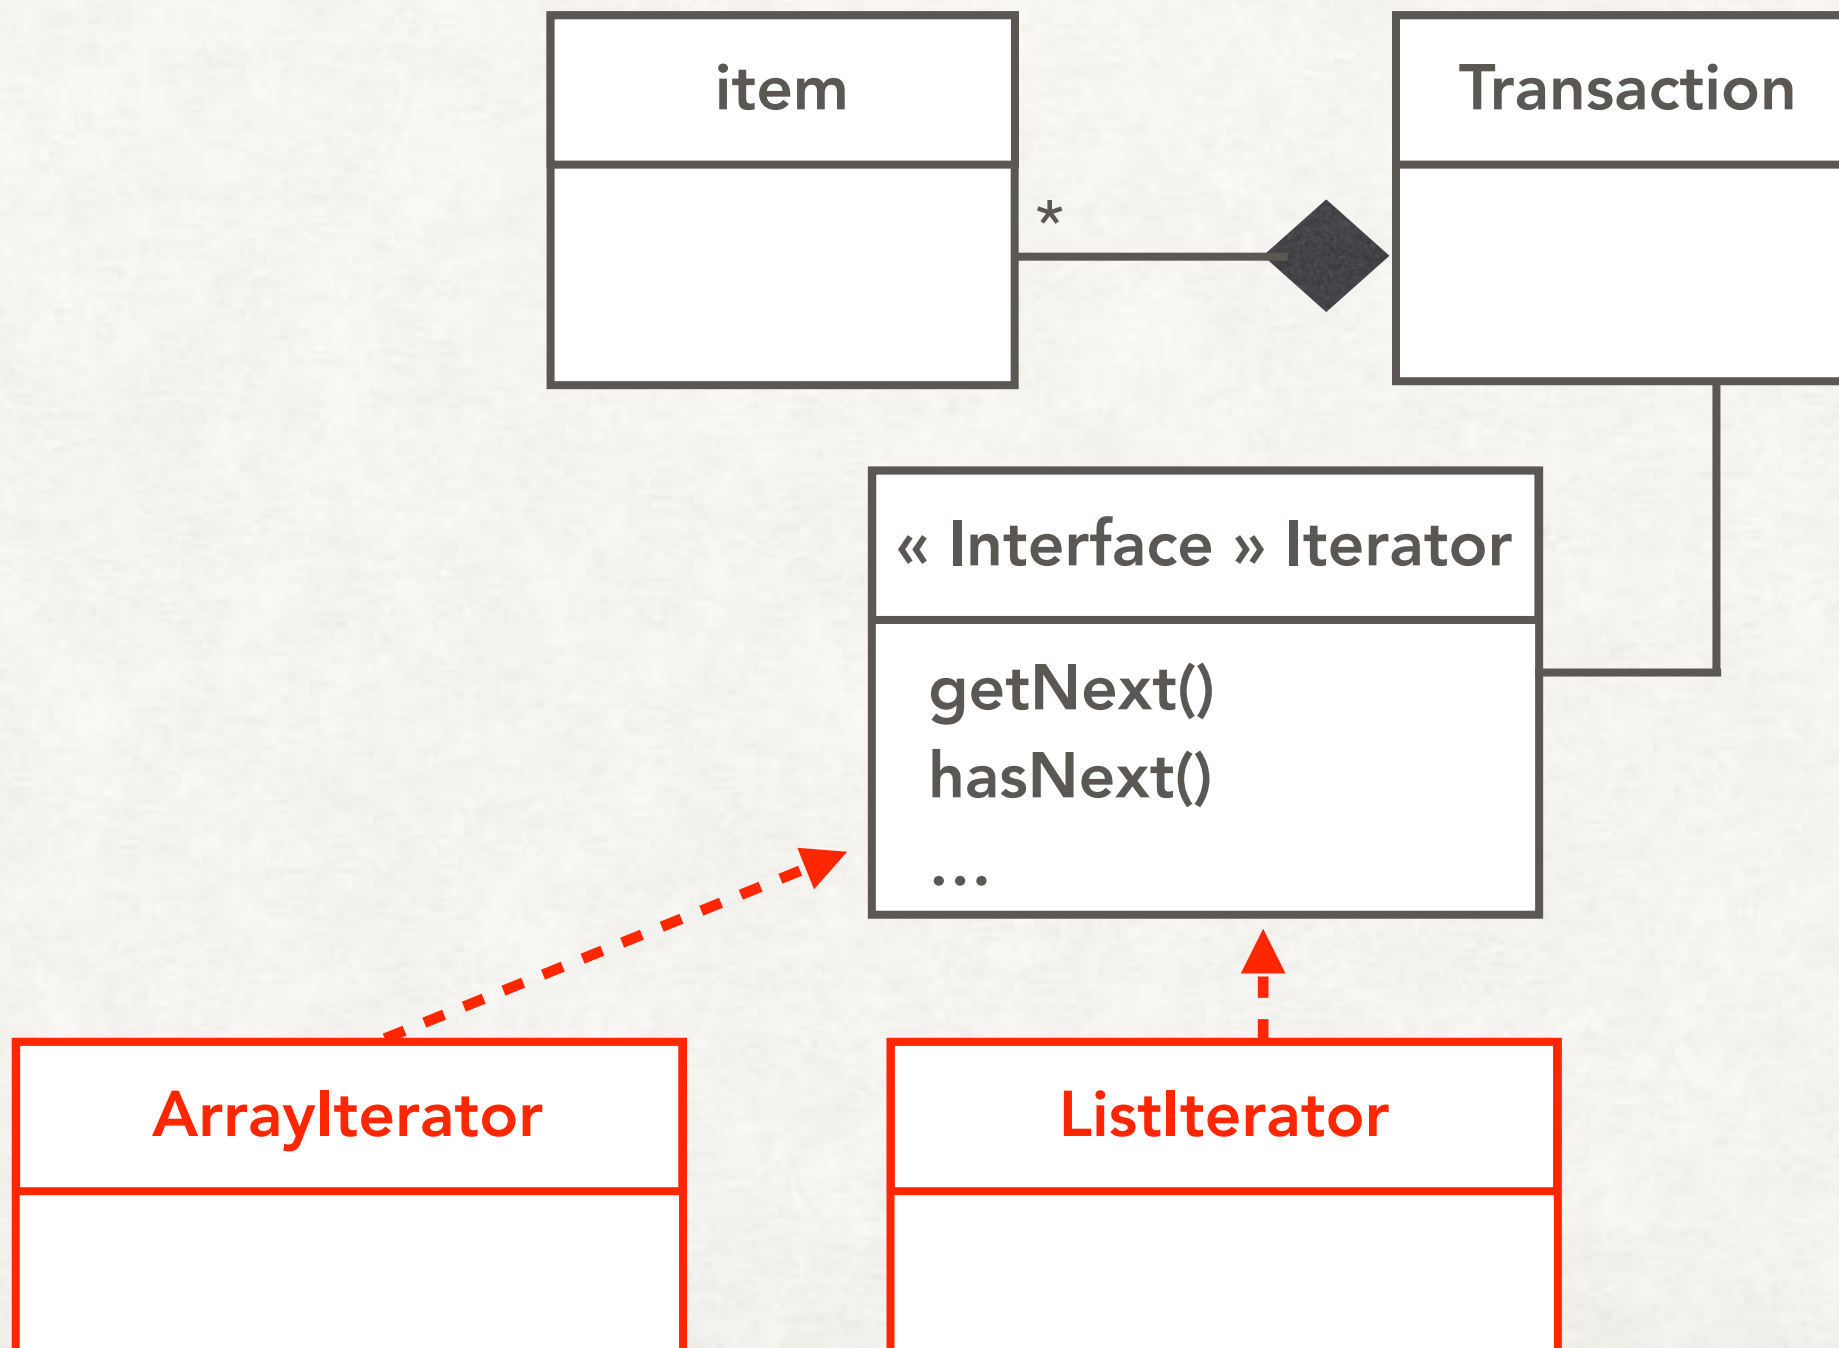 item
Transaction
*
« Interface » Iterator
getNext()
hasNext()
...
ArrayIterator
ListIterator